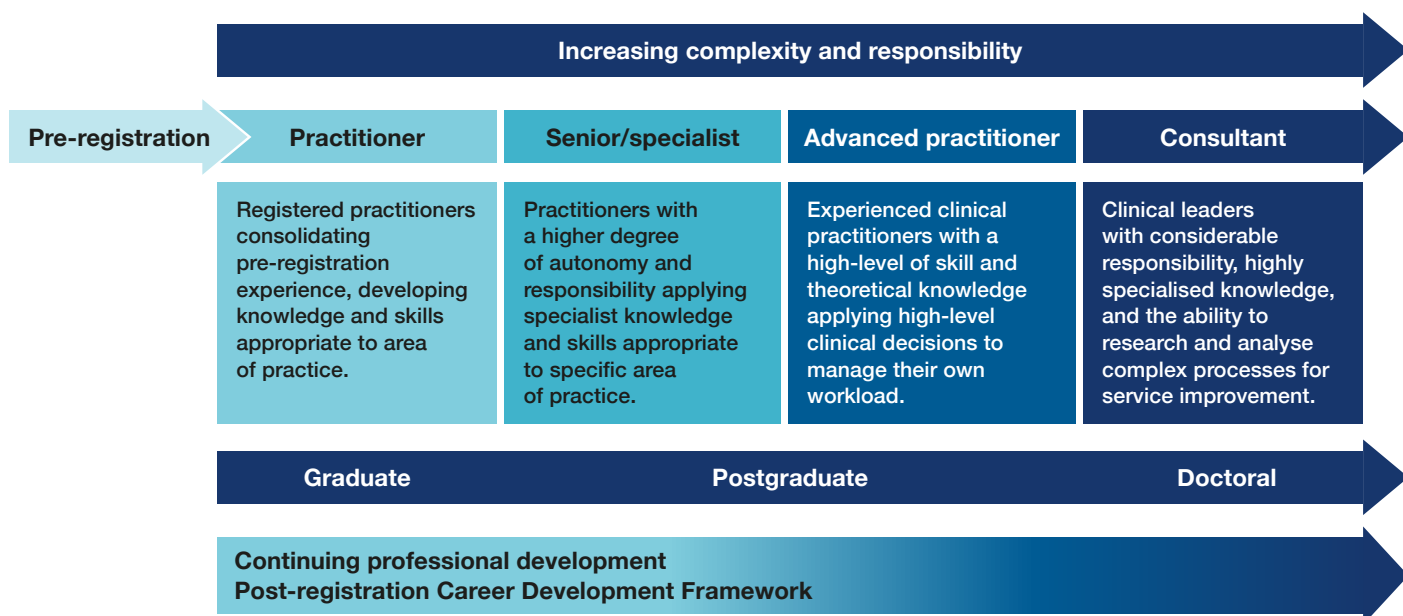 Increasing complexity and responsibility
Pre-registration
Practitioner
Senior/specialist
Advanced practitioner
Consultant
Registered practitioners
consolidating
pre-registration
experience, developing
knowledge and skills
appropriate to area
of practice.
Practitioners with
a higher degree
of autonomy and
responsibility applying
specialist knowledge
and skills appropriate
to specific area
of practice.
Experienced clinical
practitioners with a
high-level of skill and
theoretical knowledge
applying high-level
clinical decisions to
manage their own
workload.
Clinical leaders
with considerable
responsibility, highly
specialised knowledge,
and the ability to
research and analyse
complex processes for
service improvement.
Graduate
Postgraduate
Doctoral
Continuing professional development
Post-registration Career Development Framework